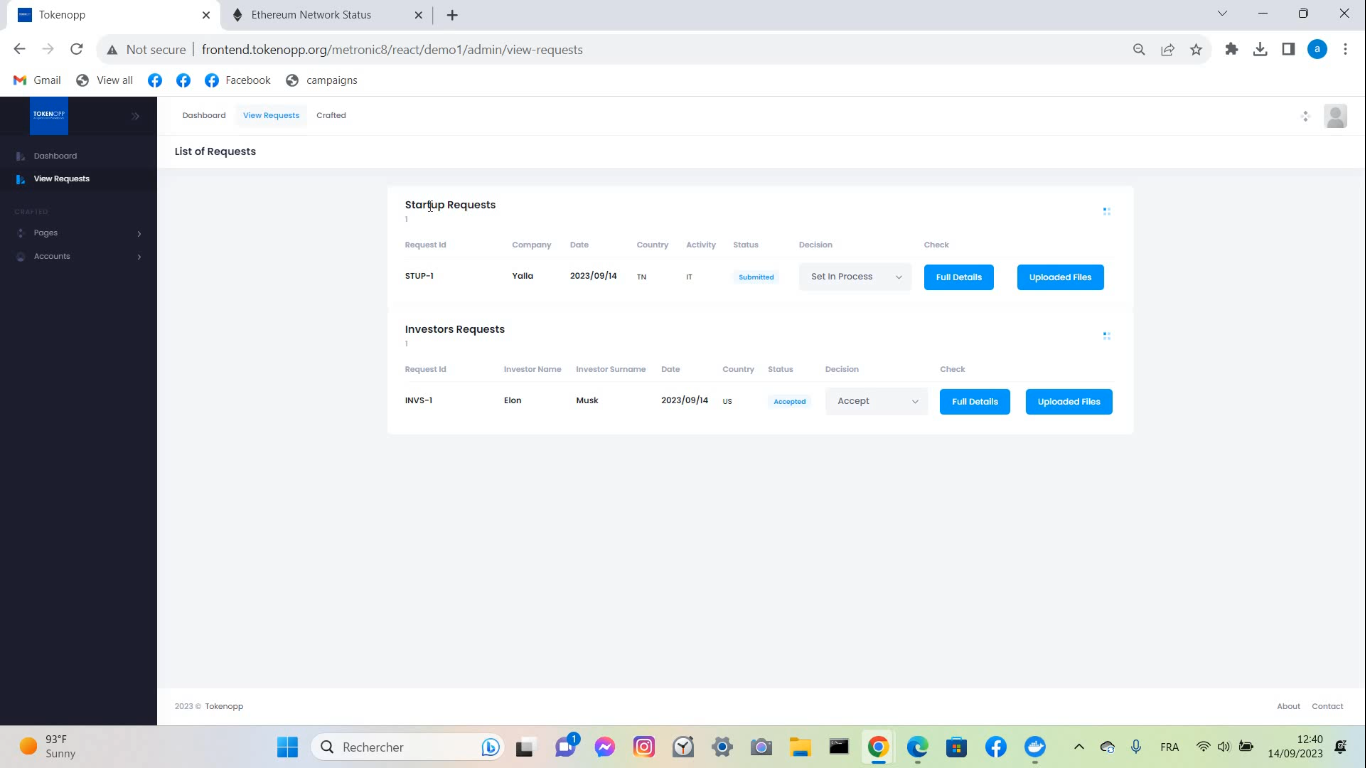 Tokenopp
Ethereum Network Status
Not secure
frontend.tokenopp.org/metronic8/react/demo1/admin/view-requests
a
Gmail
View all
Facebook
campaigns
TOKENOPP
Dashboard
View Requests
Crafted
Dashboard
View Requests
CRAFTED
Pages
Accounts
List of Requests
Startup Requests
1
Request Id Company Date Country Activity Status Decision Check
STUP-1 Yalla 2023/09/14 TN IT Submitted Set In Process Full Details Uploaded Files
Investors Requests
1
Request Id Investor Name Investor Surname Date Country Status Decision Check
INVS-1 Elon Musk 2023/09/14 US Accepted Accept Full Details Uploaded Files
2023 © Tokenopp
About Contact
93°F
Sunny
Rechercher
1
FRA
12:40
14/09/2023